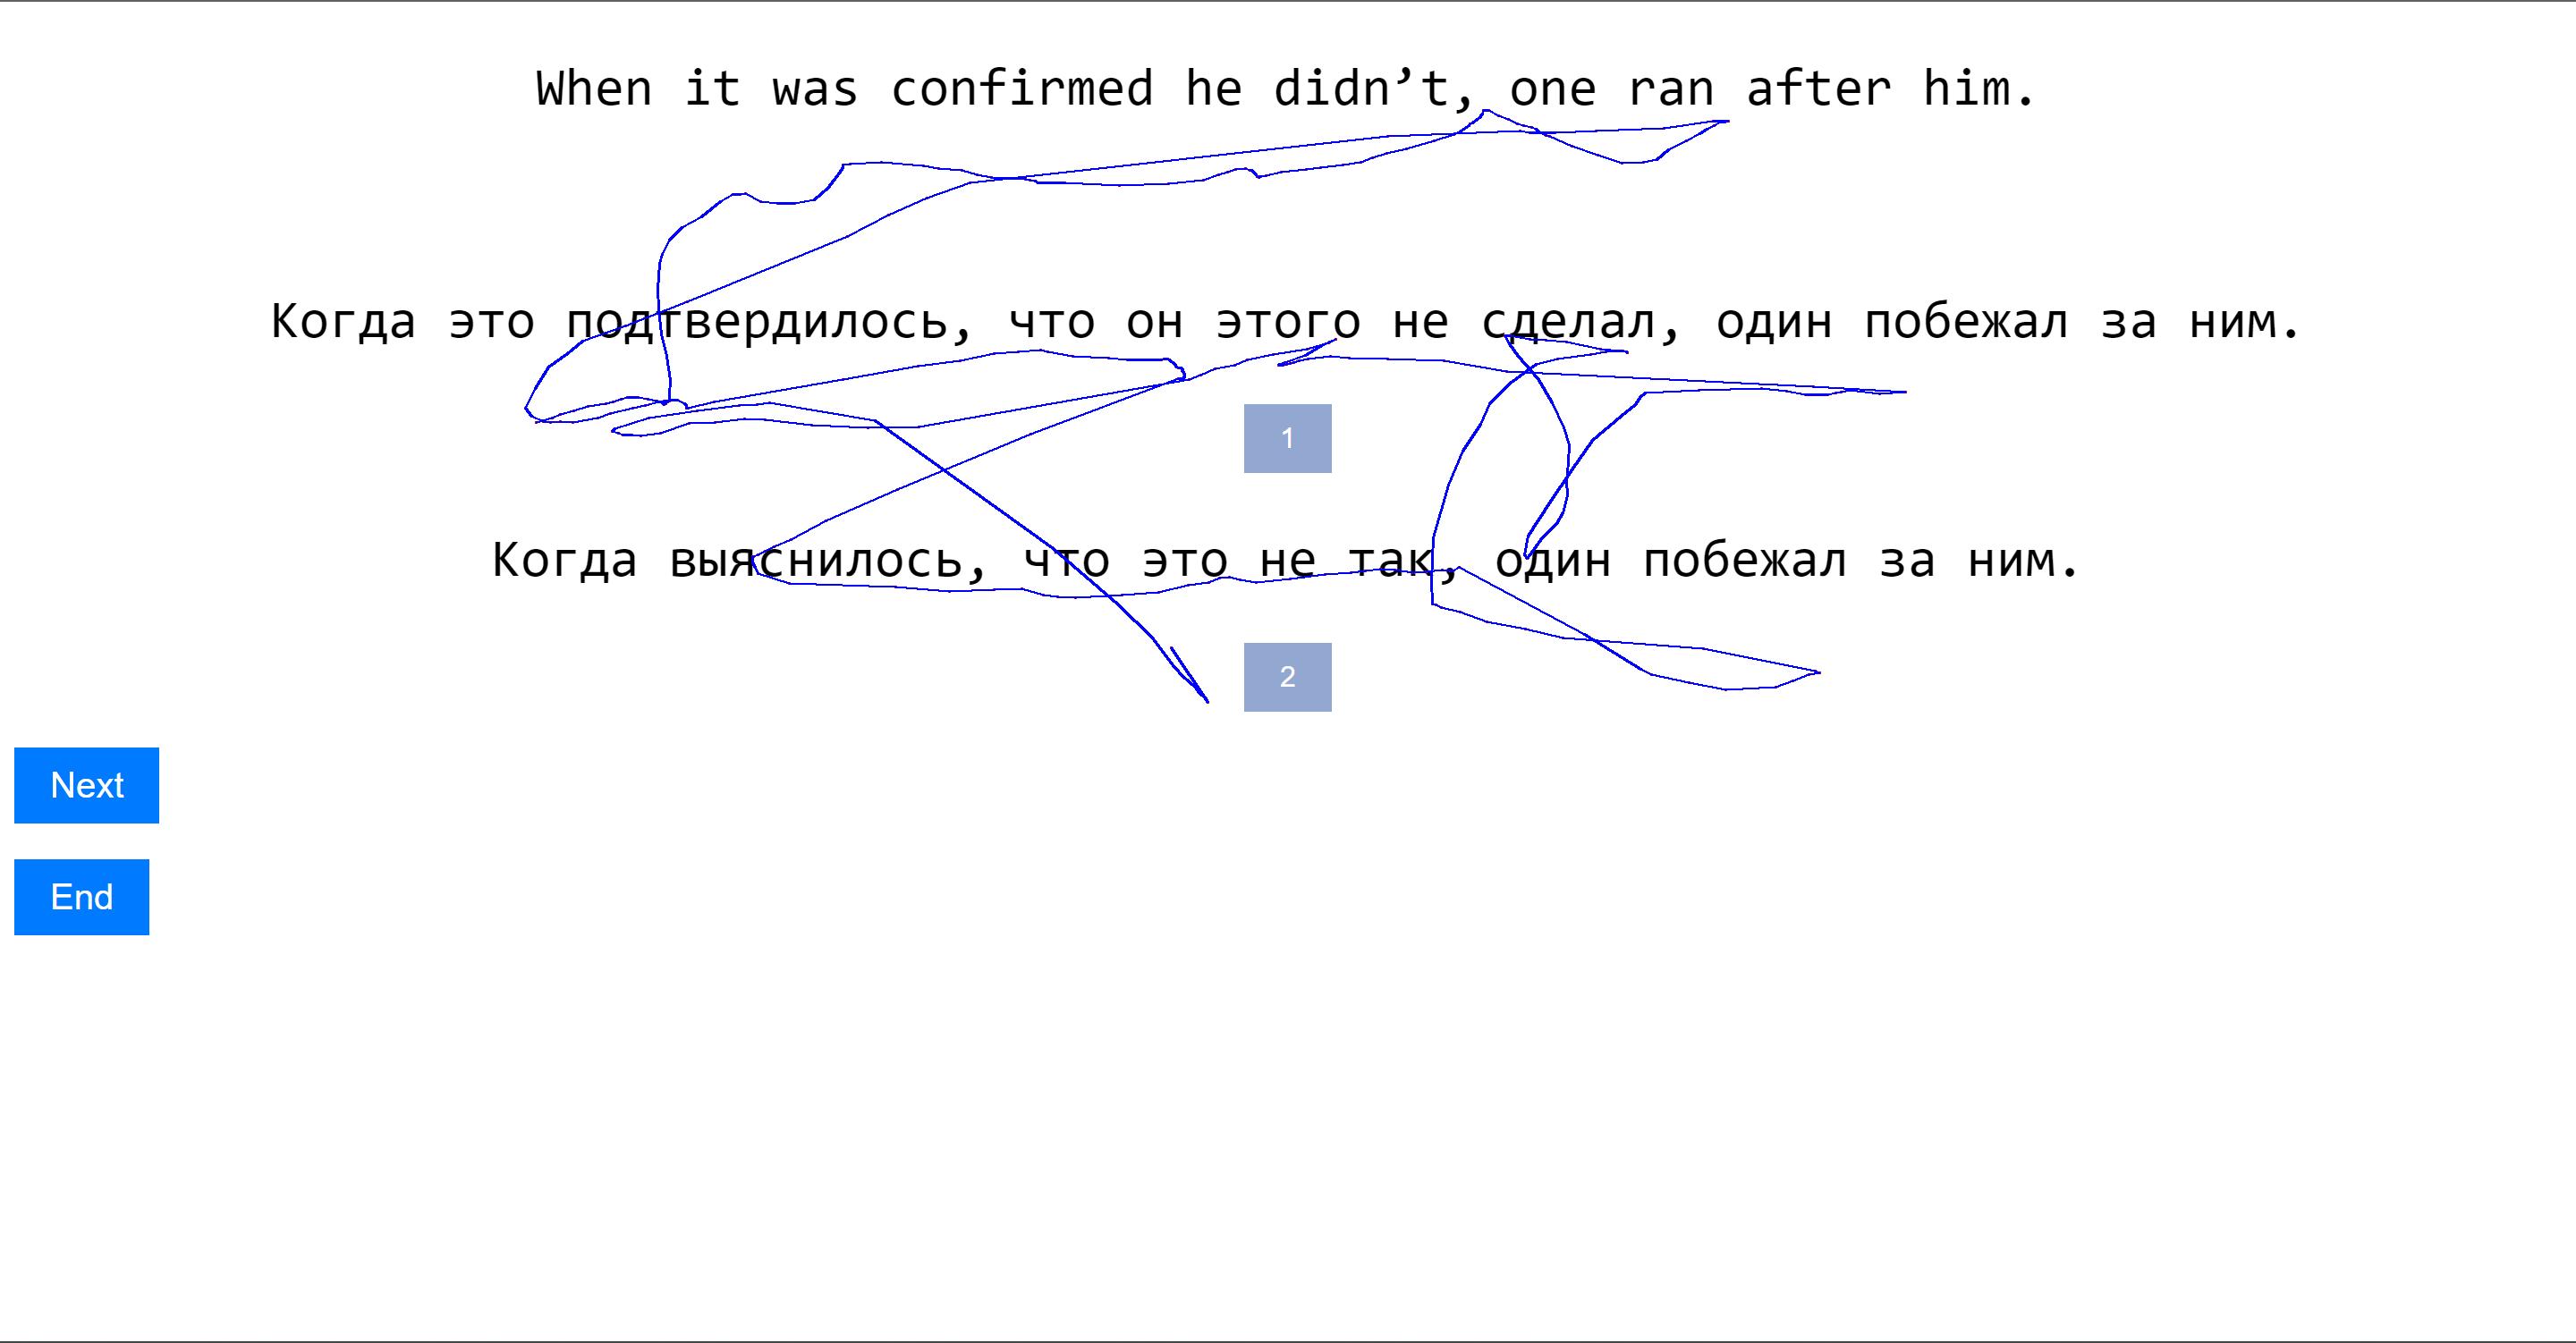 When it was confirmed he didn’t, one ran after him.
Когда это подтвердилось, что он этого не сделал, один побежал за ним.
1
Когда выяснилось, что это не так, один побежал за ним.
2
Next
End